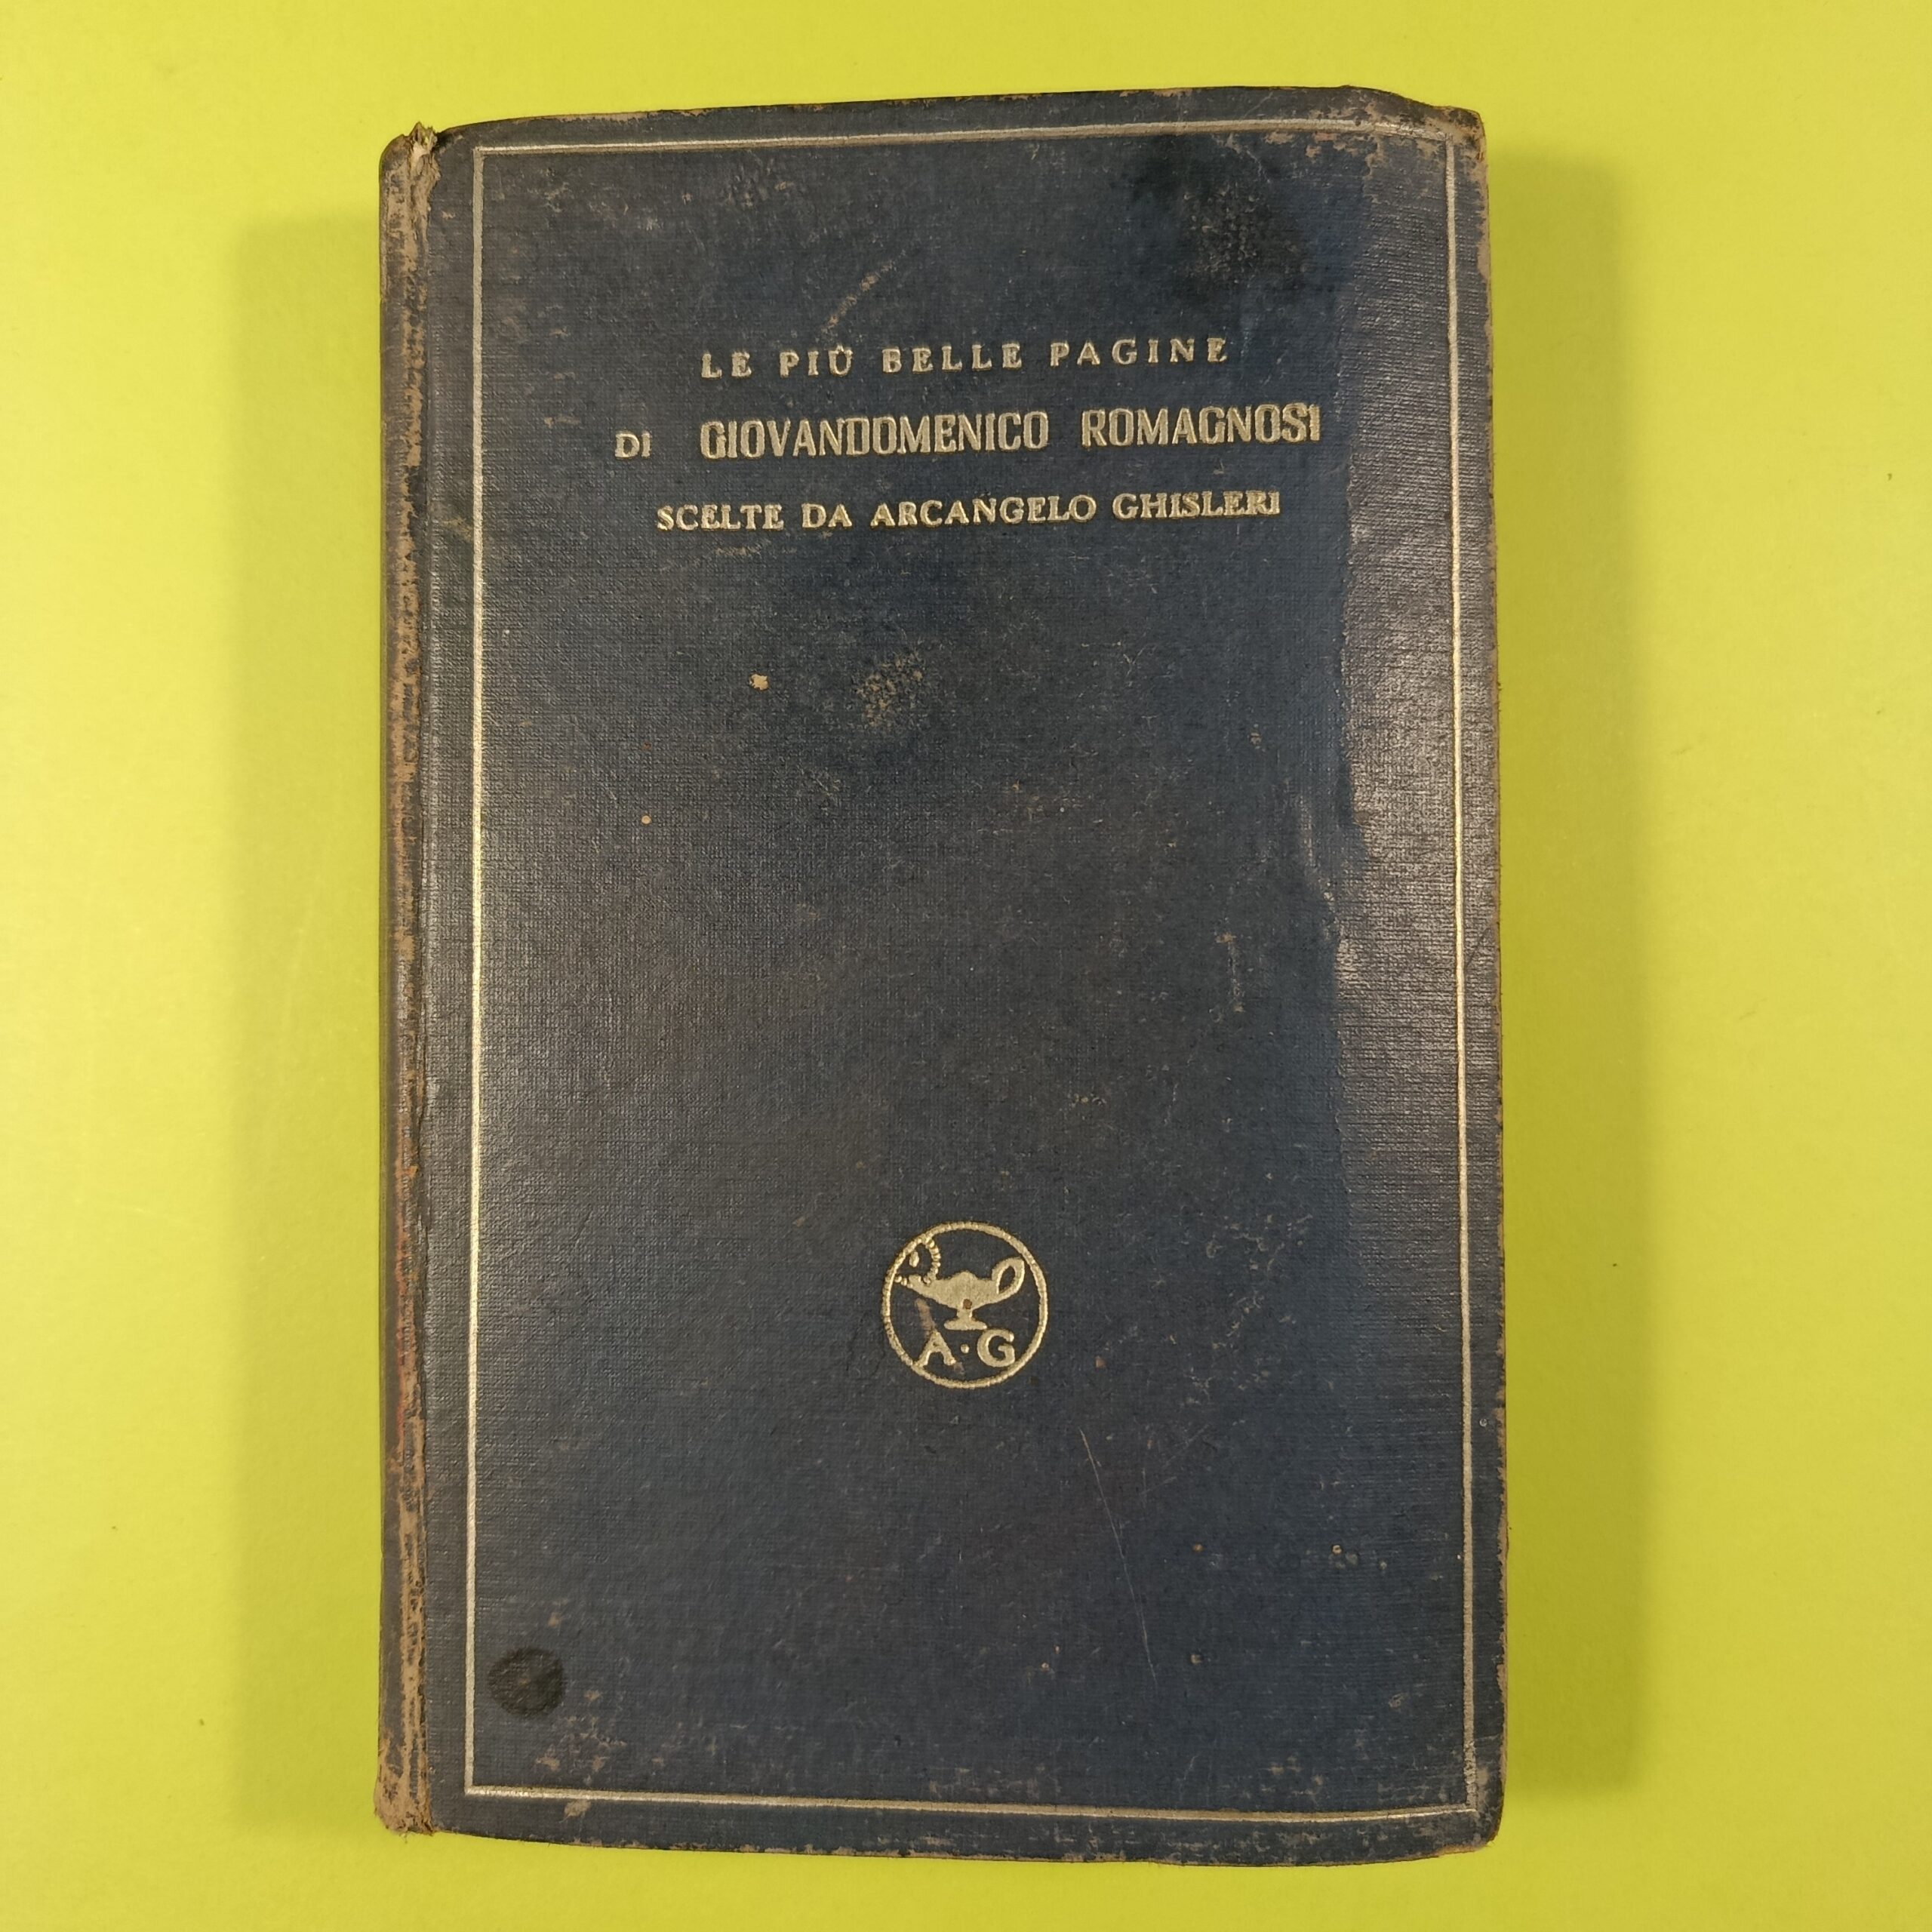 LE PIÙ BELLE PAGINE
DI GIOVANDOMENICO ROMAGNOSI
SCELTE DA ARCANGELO GHISLERI
A·G